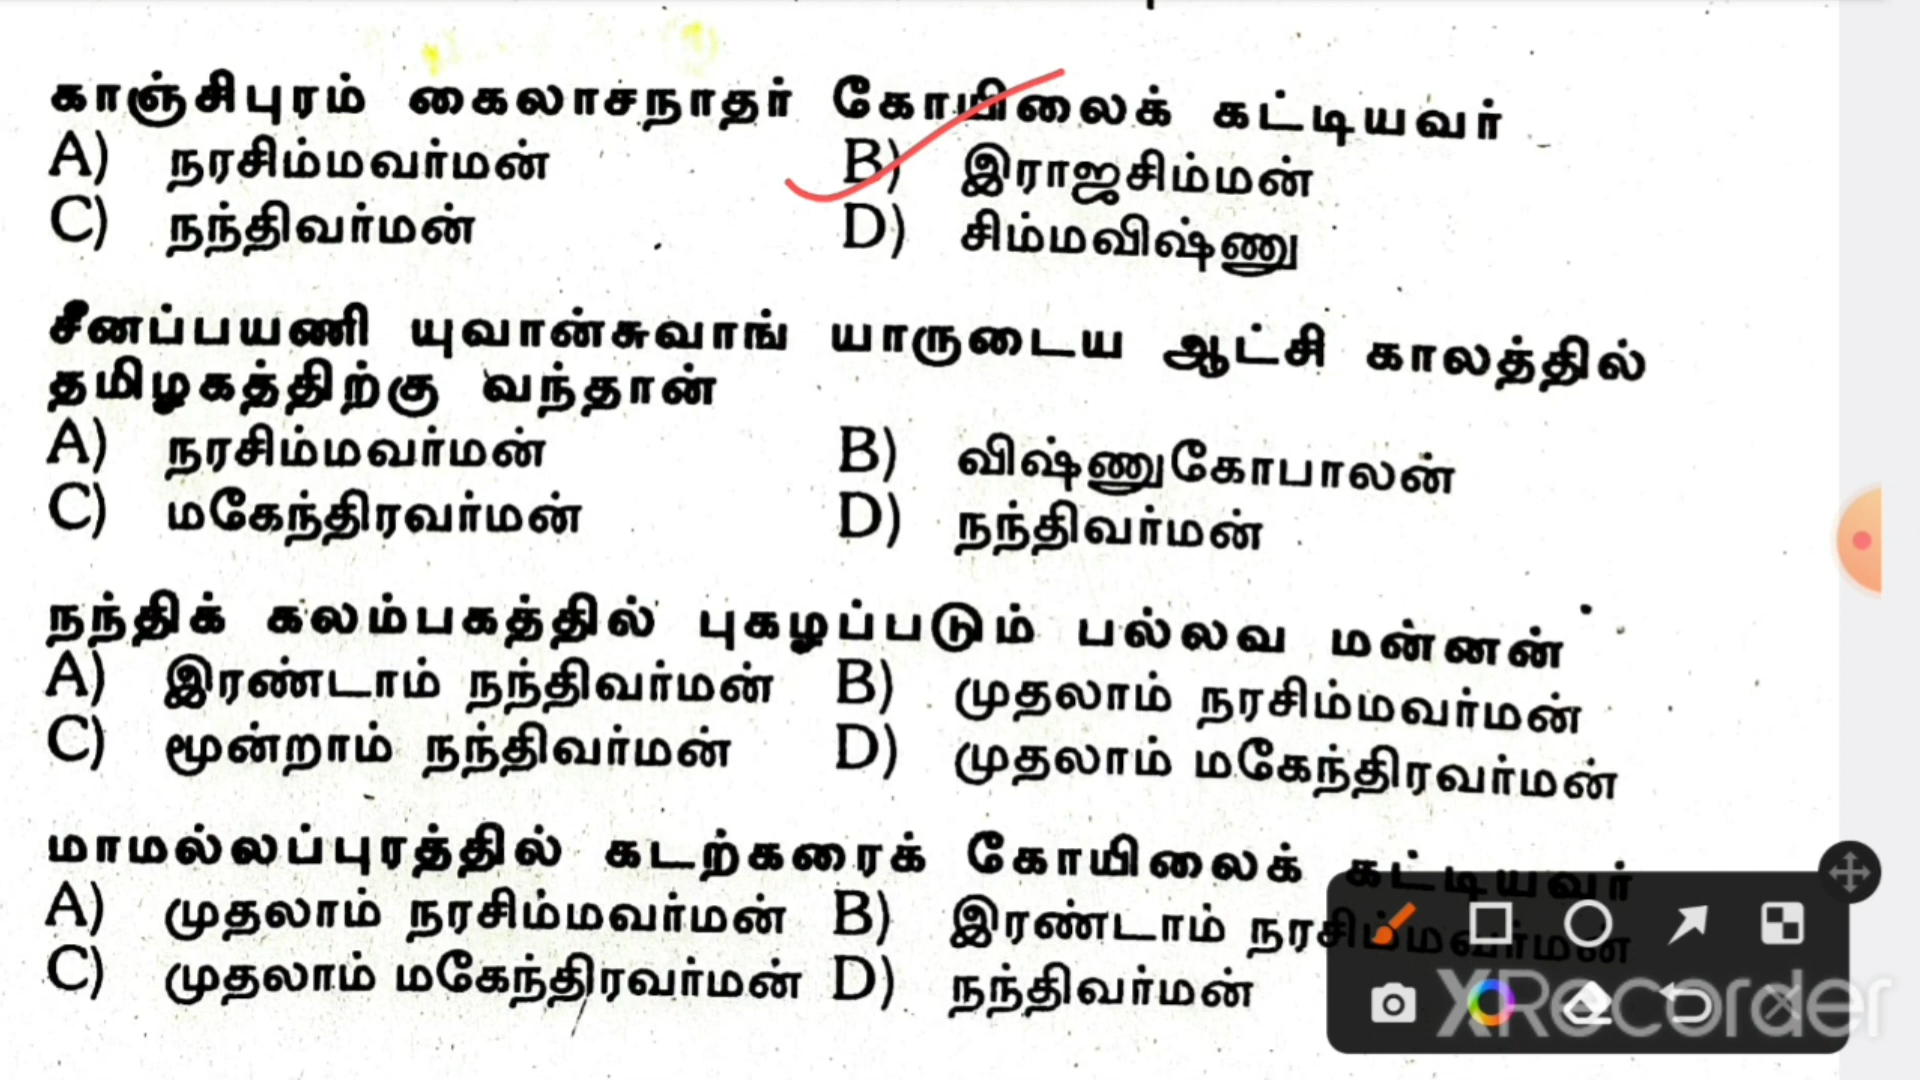 காஞ்சிபுரம் கைலாசநாதர் கோயிலைக் கட்டியவர்
A) நரசிம்மவர்மன் B) இராஜசிம்மன்
C) நந்திவர்மன் D) சிம்மவிஷ்ணு
சீனப்பயணி யுவான்சுவாங் யாருடைய ஆட்சி காலத்தில்
தமிழகத்திற்கு வந்தான்
A) நரசிம்மவர்மன் B) விஷ்ணுகோபாலன்
C) மகேந்திரவர்மன் D) நந்திவர்மன்
நந்திக் கலம்பகத்தில் புகழப்படும் பல்லவ மன்னன்
A) இரண்டாம் நந்திவர்மன் B) முதலாம் நரசிம்மவர்மன்
C) மூன்றாம் நந்திவர்மன் D) முதலாம் மகேந்திரவர்மன்
மாமல்லப்புரத்தில் கடற்கரைக் கோயிலைக் கட்டியவர்
A) முதலாம் நரசிம்மவர்மன் B) இரண்டாம் நரசிம்மவர்மன்
C) முதலாம் மகேந்திரவர்மன் D) நந்திவர்மன்
XRecorder